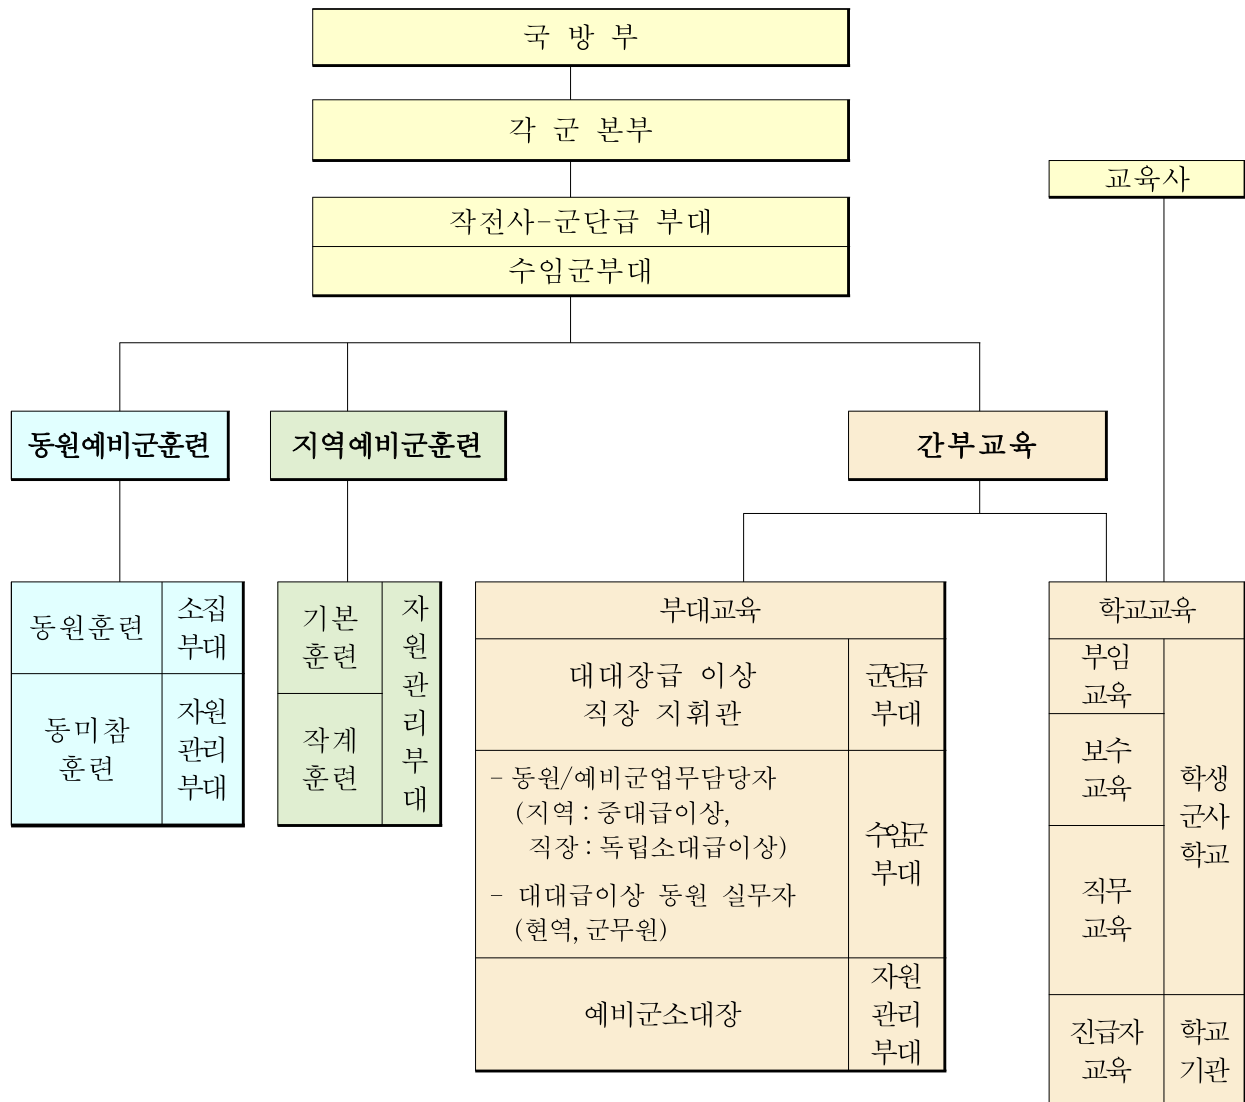 국 방 부
각 군 본부
교육사
작전사-군단급 부대
수임군부대
동원예비군훈련
지역예비군훈련
간부교육
동원훈련
소집
부대
동미참
훈련
자원
관리
부대
기본
훈련
작계
훈련
자
원
관
리
부
대
부대교육
대대장급 이상
직장 지휘관
군단급
부대
- 동원/예비군업무담당자
(지역 : 중대급이상,
직장 : 독립소대급이상)
- 대대급이상 동원 실무자
(현역, 군무원)
수임군
부대
예비군소대장
자원
관리
부대
학교교육
부임
교육
보수
교육
직무
교육
학생
군사
학교
진급자
교육
학교
기관